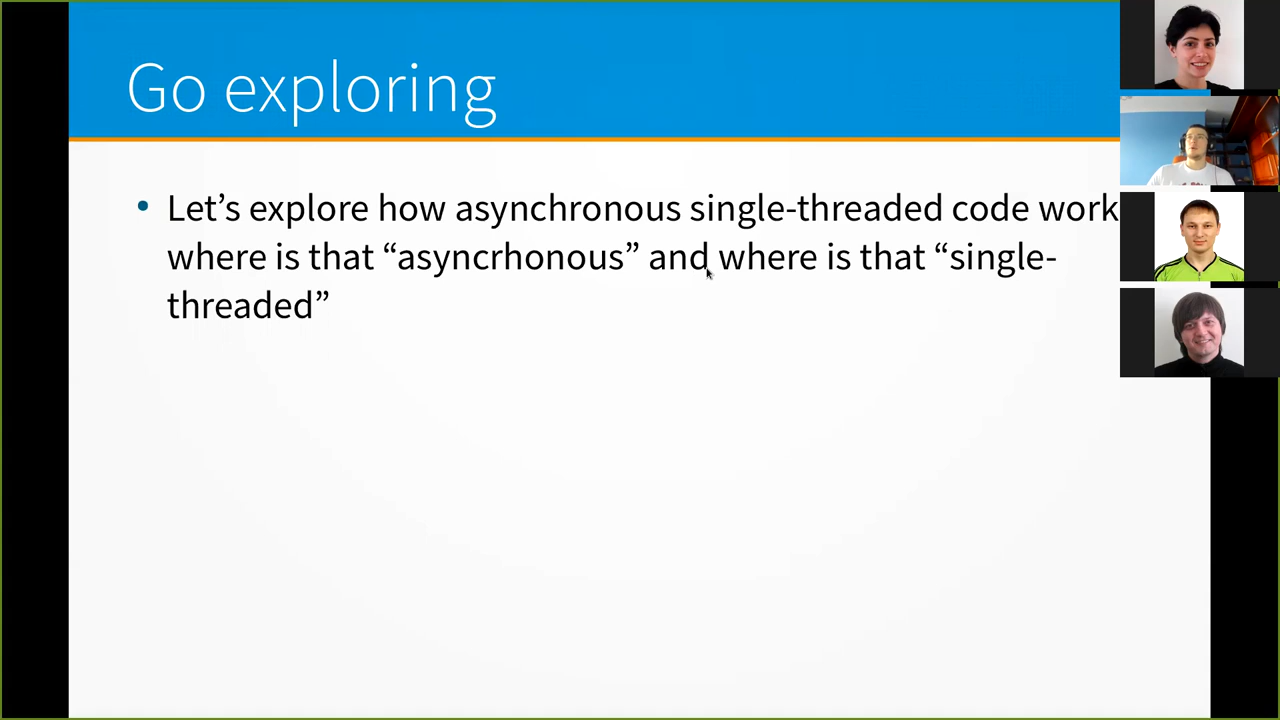 Go exploring
• Let’s explore how asynchronous single-threaded code work
where is that “asyncrhonous” and where is that “single-
threaded”